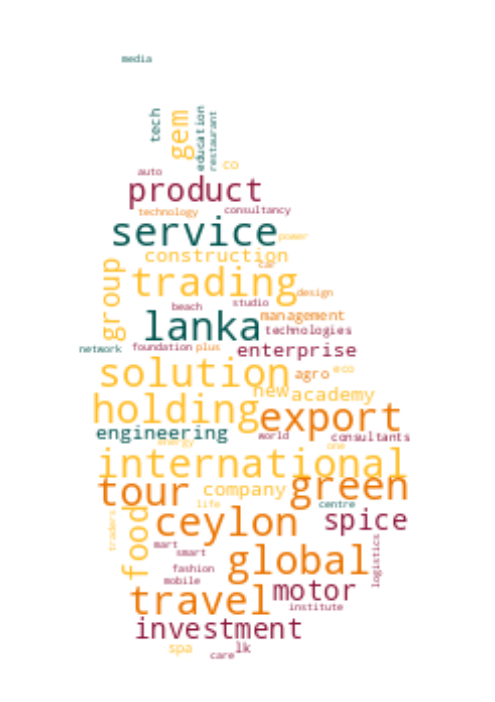 media
tech
gem
education
restaurant
co
auto
product
technology
consultancy
service
power
construction
car
group
trading
design
beach
studio
lanka
management
technologies
network
foundation
plus
enterprise
solution
agro
eco
new
academy
holding
export
engineering
world
consultants
energy
one
international
tour
company
green
life
centre
traders
food
ceylon
spice
mart
smart
global
logistics
fashion
mobile
travel
motor
institute
investment
spa
lk
care